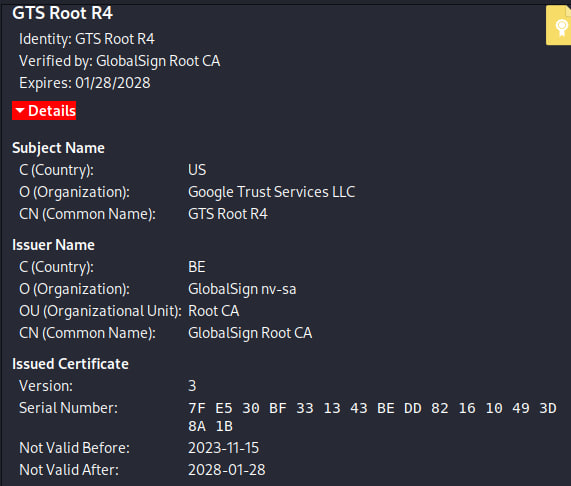 GTS Root R4
Identity: GTS Root R4
Verified by: GlobalSign Root CA
Expires: 01/28/2028
Details
Subject Name
C (Country): US
O (Organization): Google Trust Services LLC
CN (Common Name): GTS Root R4
Issuer Name
C (Country): BE
O (Organization): GlobalSign nv-sa
OU (Organizational Unit): Root CA
CN (Common Name): GlobalSign Root CA
Issued Certificate
Version: 3
Serial Number: 7F E5 30 BF 33 13 43 BE DD 82 16 10 49 3D
8A 1B
Not Valid Before: 2023-11-15
Not Valid After: 2028-01-28